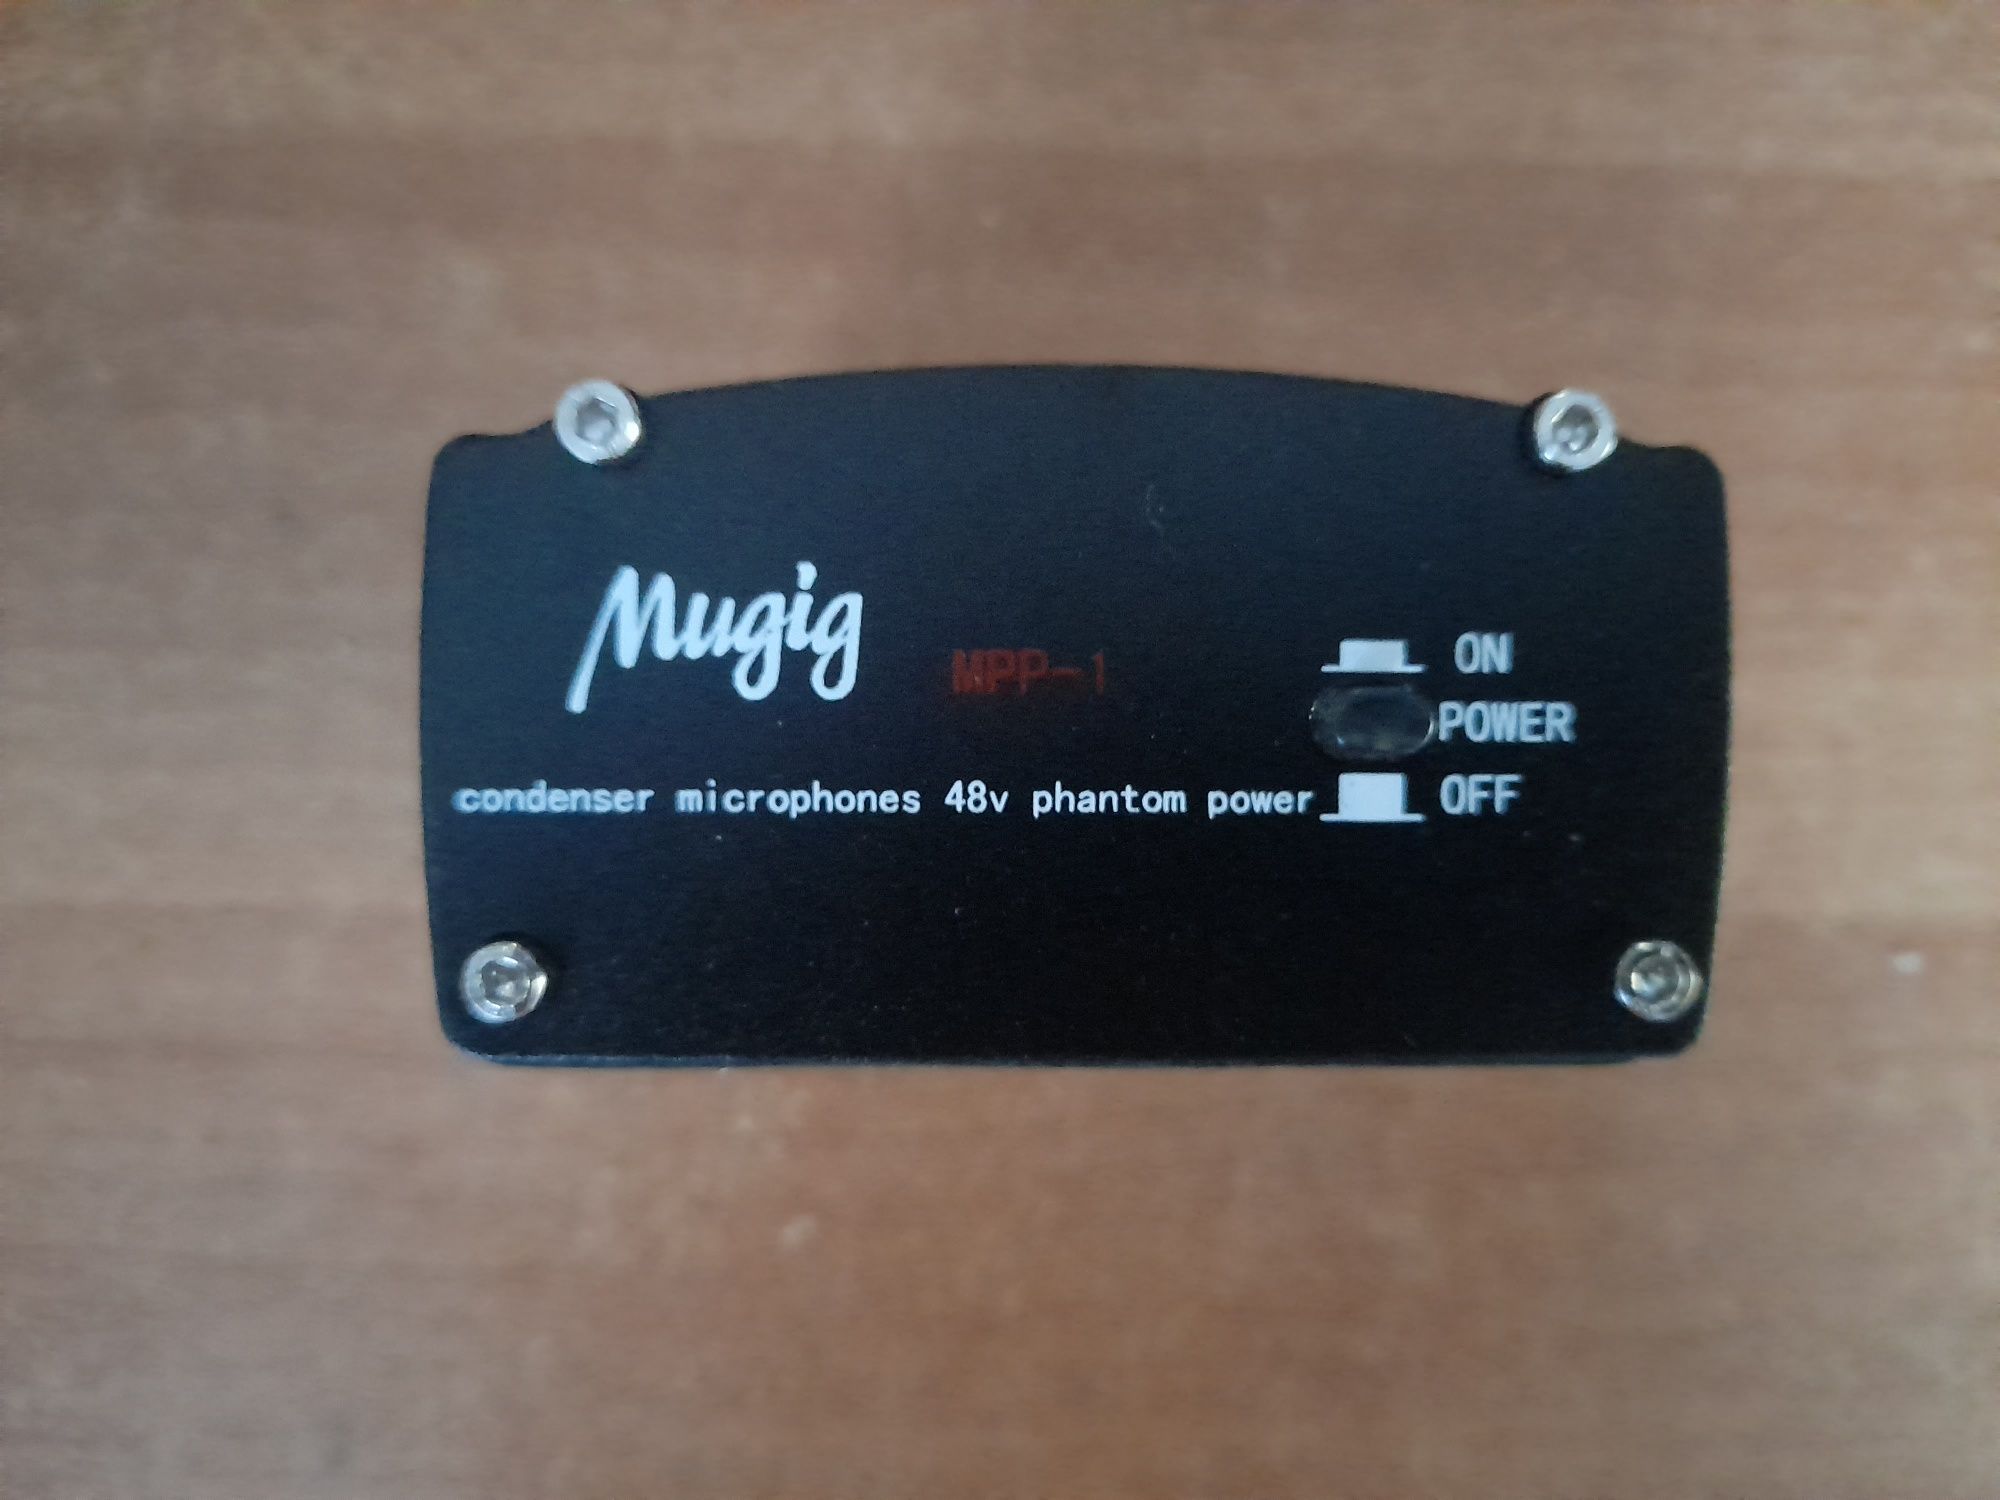 Mugig
MPP-1
ON
POWER
condenser microphones 48v phantom power
OFF